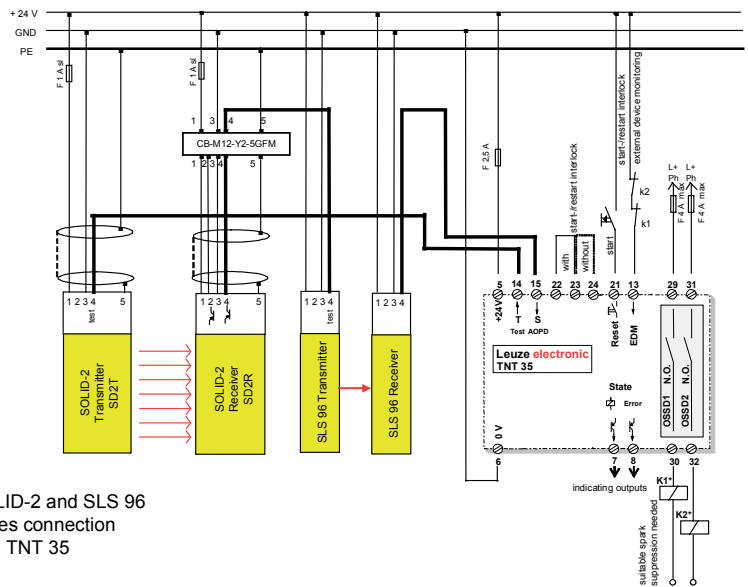 + 24 V
GND
PE
F 1 A sl
F 1 A sl
1 3 4 5
CB-M12-Y2-5GFM
1 2 3 4 5
F 2,5 A
start-/restart interlock
with
without
start-/restart interlock
external device monitoring
start
k2
k1
L+
Ph
L+
Ph
F 4 A max
F 4 A max
1 2 3 4 5
test
1 2 3 4 5
1 2 3 4
test
1 2 3 4
SOLID-2
Transmitter
SD2T
SOLID-2
Receiver
SD2R
SLS 96 Transmitter
SLS 96 Receiver
5 14 15 22 23 24 21 13 29 31
+24V
T S
Test AOPD
Reset
EDM
Leuze electronic
TNT 35
State
Error
OSSD1 N.O.
OSSD2 N.O.
0 V
6 7 8 30 32
indicating outputs
K1*
K2*
suitable spark
suppression needed
LID-2 and SLS 96
es connection
TNT 35